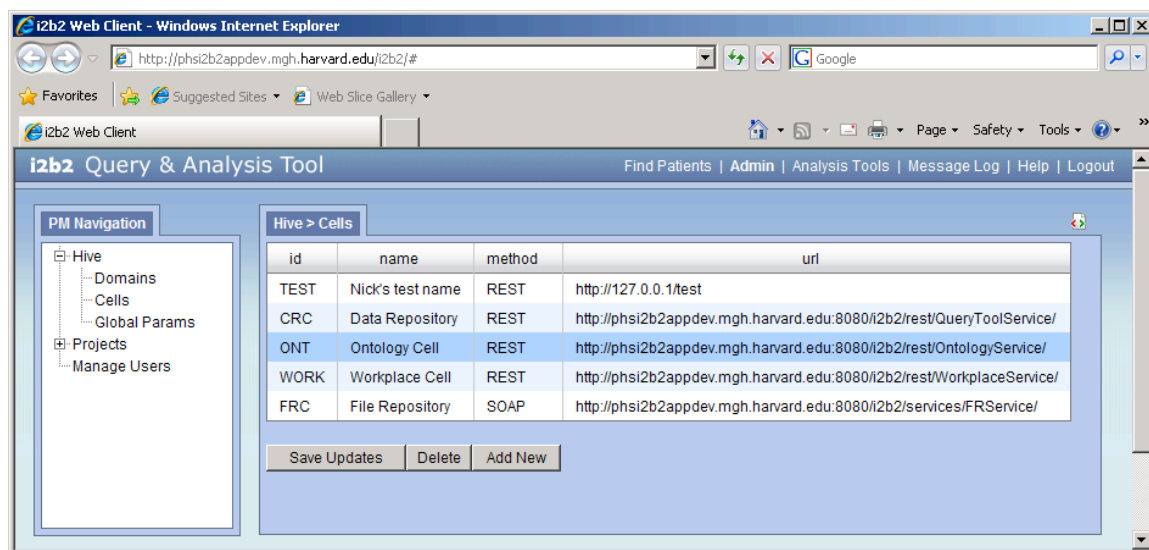 i2b2 Web Client - Windows Internet Explorer
http://phsi2b2appdev.mgh.harvard.edu/i2b2/#
Google
Favorites Suggested Sites Web Slice Gallery
i2b2 Web Client
Page Safety Tools »
i2b2 Query & Analysis Tool
Find Patients | Admin | Analysis Tools | Message Log | Help | Logout
PM Navigation
Hive
Domains
Cells
Global Params
Projects
Manage Users
Hive > Cells
id name method url
TEST Nick's test name REST http://127.0.0.1/test
CRC Data Repository REST http://phsi2b2appdev.mgh.harvard.edu:8080/i2b2/rest/QueryToolService/
ONT Ontology Cell REST http://phsi2b2appdev.mgh.harvard.edu:8080/i2b2/rest/OntologyService/
WORK Workplace Cell REST http://phsi2b2appdev.mgh.harvard.edu:8080/i2b2/rest/WorkplaceService/
FRC File Repository SOAP http://phsi2b2appdev.mgh.harvard.edu:8080/i2b2/services/FRService/
Save Updates Delete Add New